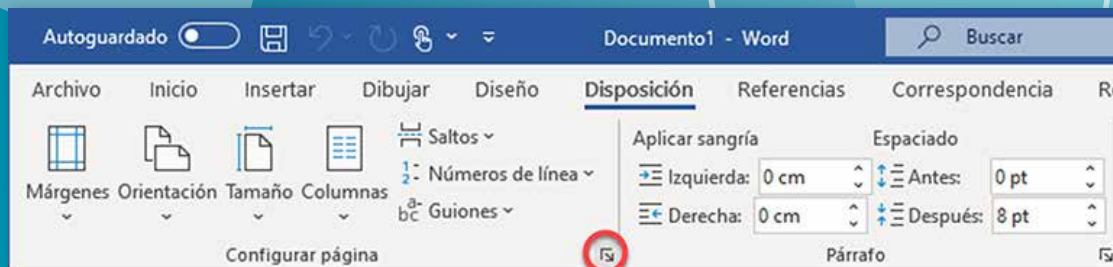 Autoguardado Documento1 - Word Buscar
Archivo Inicio Insertar Dibujar Diseño Disposición Referencias Correspondencia
Márgenes Orientación Tamaño Columnas
Saltos
Números de línea
Guiones
Configurar página
Aplicar sangría Espaciado
Izquierda: 0 cm Antes: 0 pt
Derecha: 0 cm Después: 8 pt
Párrafo